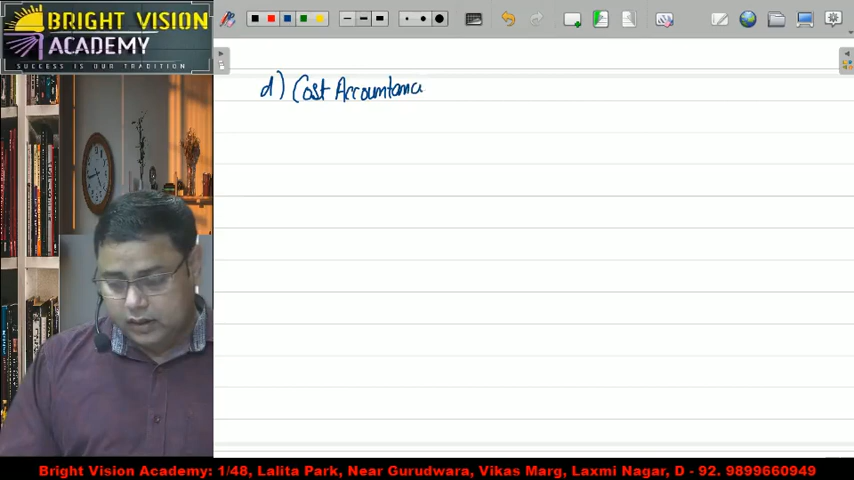 BRIGHT VISION
ACADEMY
SUCCESS IS OUR TRADITION
d) Cost Accountanc
Bright Vision Academy: 1/48, Lalita Park, Near Gurudwara, Vikas Marg, Laxmi Nagar, D - 92. 9899660949